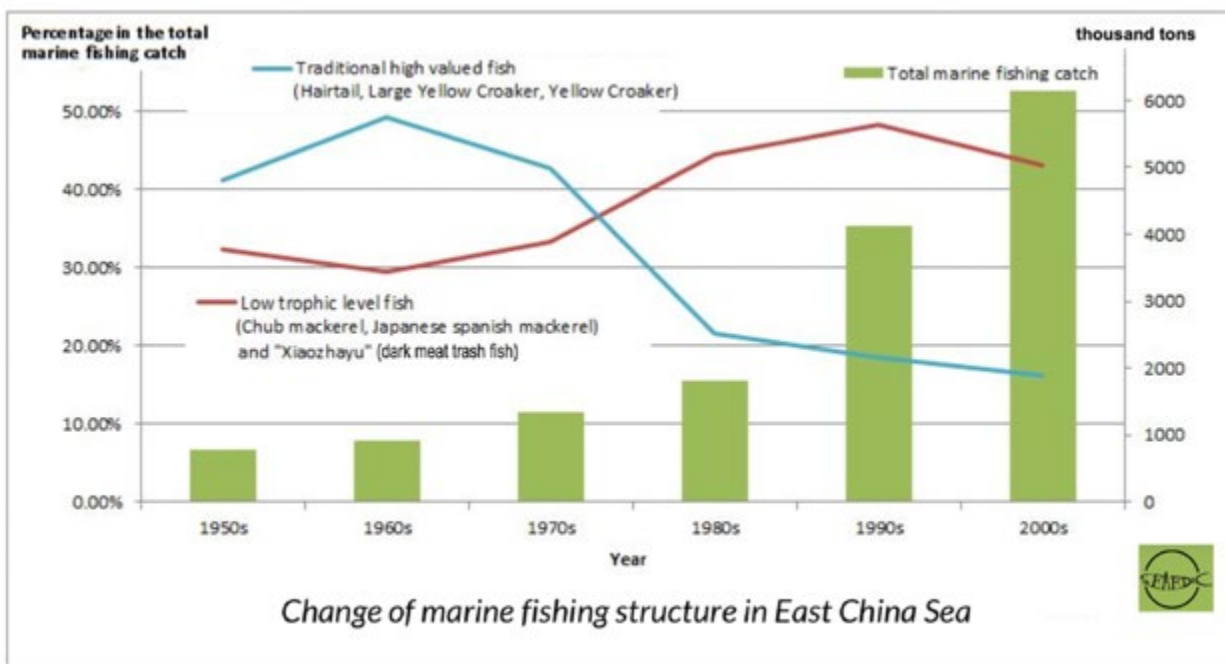 Percentage in the total
marine fishing catch
thousand tons
Traditional high valued fish
(Hairtail, Large Yellow Croaker, Yellow Croaker)
Total marine fishing catch
50.00%
40.00%
30.00%
20.00%
10.00%
0.00%
Low trophic level fish
(Chub mackerel, Japanese spanish mackerel)
and "Xiaozhayu" (dark meat trash fish)
6000
5000
4000
3000
2000
1000
0
1950s 1960s 1970s 1980s 1990s 2000s
Year
Change of marine fishing structure in East China Sea